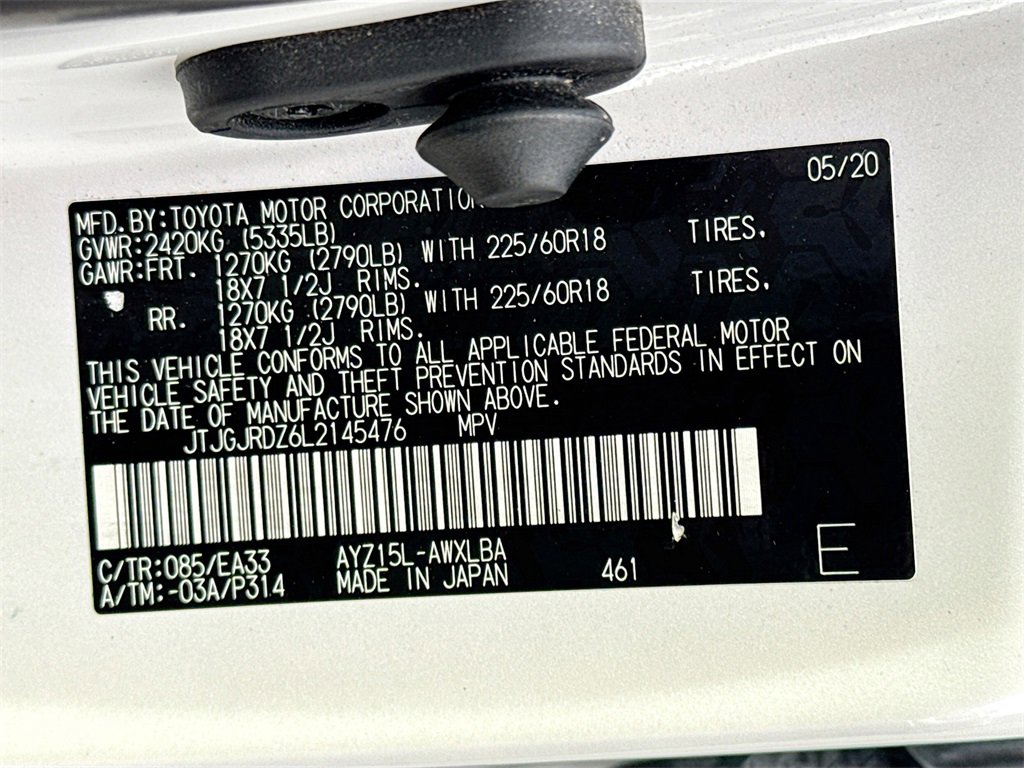 05/20
MFD.BY:TOYOTA MOTOR CORPORATION
GVWR:2420KG (5335LB)
GAWR:FRT. 1270KG (2790LB) WITH 225/60R18 TIRES.
18X7 1/2J RIMS.
RR. 1270KG (2790LB) WITH 225/60R18 TIRES.
18X7 1/2J RIMS.
THIS VEHICLE CONFORMS TO ALL APPLICABLE FEDERAL MOTOR
VEHICLE SAFETY AND THEFT PREVENTION STANDARDS IN EFFECT ON
THE DATE OF MANUFACTURE SHOWN ABOVE.
JTJGJRDZ6L2145476 MPV
C/TR:085/EA33 AYZ15L-AWXLBA
A/TM:-03A/P314 MADE IN JAPAN 461 E